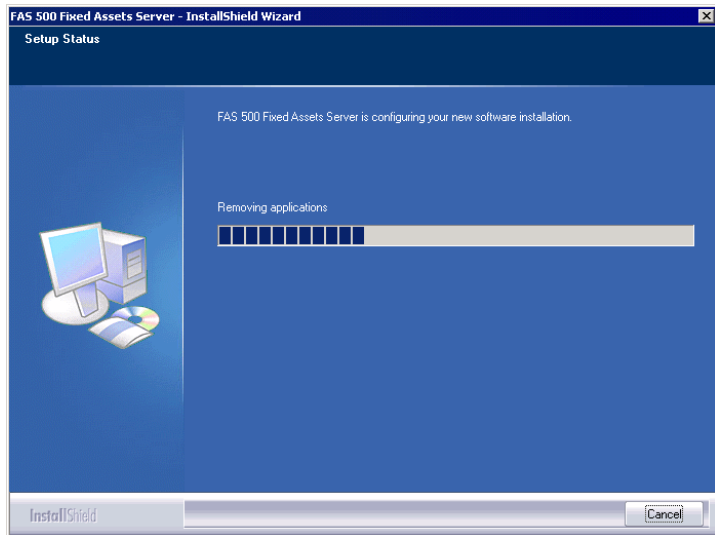 FAS 500 Fixed Assets Server - InstallShield Wizard
Setup Status
FAS 500 Fixed Assets Server is configuring your new software installation.
Removing applications
InstallShield
Cancel